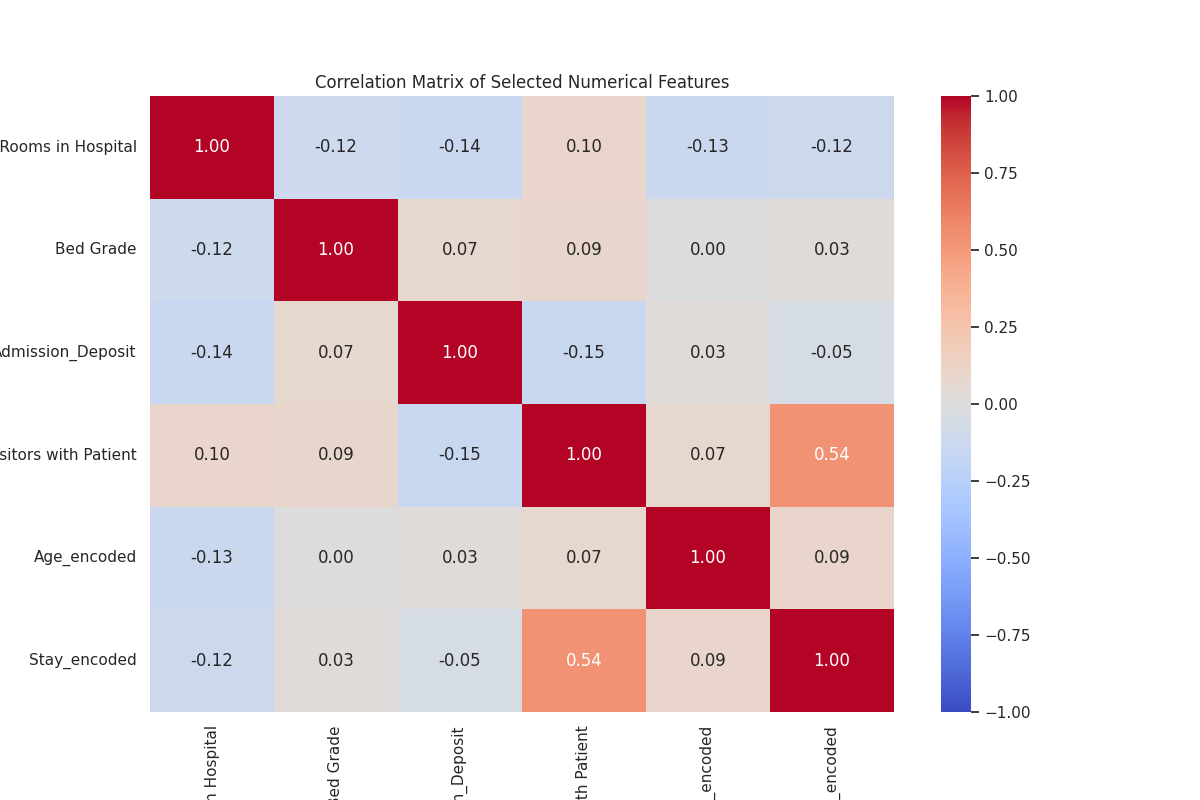 Correlation Matrix of Selected Numerical Features
Rooms in Hospital 1.00 -0.12 -0.14 0.10 -0.13 -0.12
Bed Grade -0.12 1.00 0.07 0.09 0.00 0.03
Admission_Deposit -0.14 0.07 1.00 -0.15 0.03 -0.05
sitors with Patient 0.10 0.09 -0.15 1.00 0.07 0.54
Age_encoded -0.13 0.00 0.03 0.07 1.00 0.09
Stay_encoded -0.12 0.03 -0.05 0.54 0.09 1.00
n Hospital
Bed Grade
n_Deposit
th Patient
_encoded
_encoded
1.00
0.75
0.50
0.25
0.00
−0.25
−0.50
−0.75
−1.00